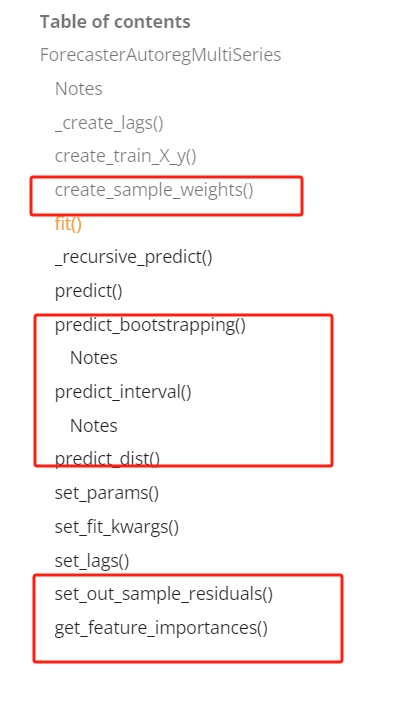 Table of contents
ForecasterAutoregMultiSeries
Notes
_create_lags()
create_train_X_y()
create_sample_weights()
fit()
_recursive_predict()
predict()
predict_bootstrapping()
Notes
predict_interval()
Notes
predict_dist()
set_params()
set_fit_kwargs()
set_lags()
set_out_sample_residuals()
get_feature_importances()